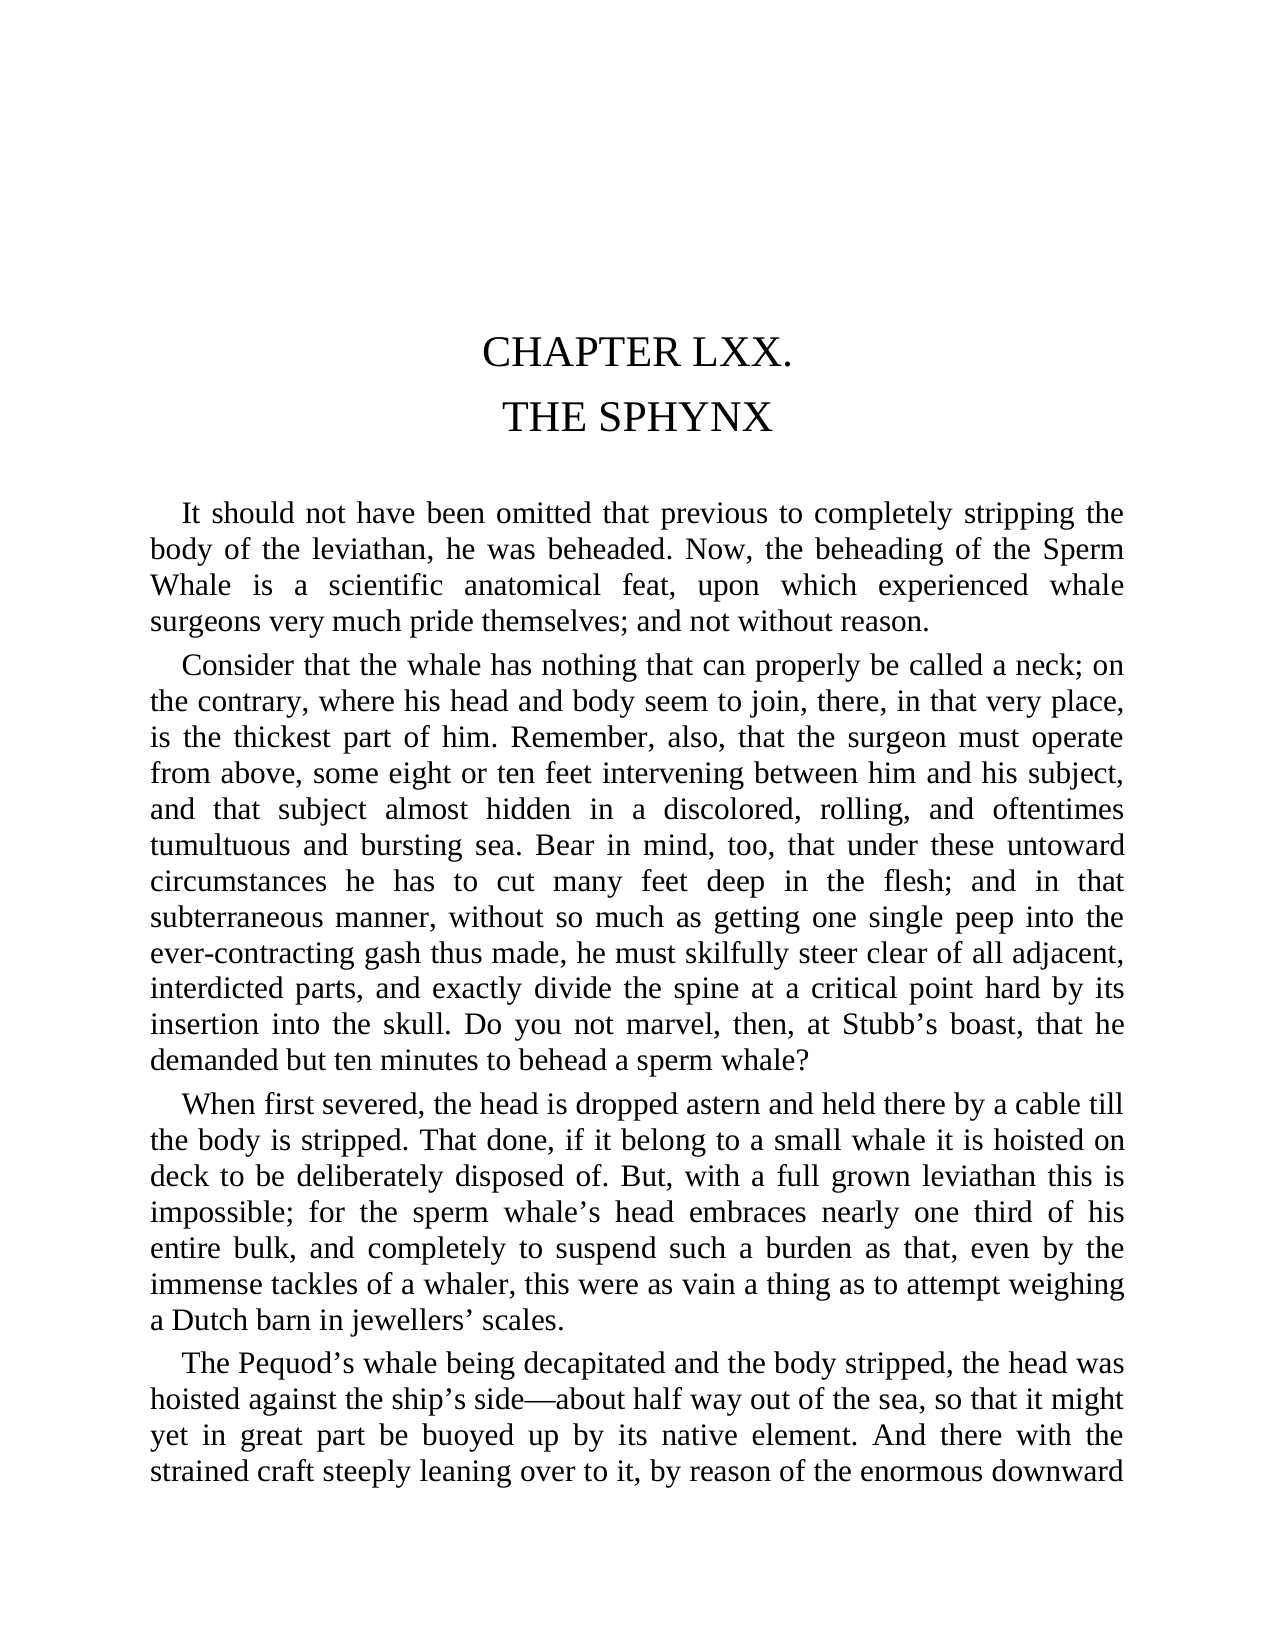 CHAPTER LXX.
THE SPHYNX
It should not have been omitted that previous to completely stripping the
body of the leviathan, he was beheaded. Now, the beheading of the Sperm
Whale is a scientific anatomical feat, upon which experienced whale
surgeons very much pride themselves; and not without reason.
Consider that the whale has nothing that can properly be called a neck; on
the contrary, where his head and body seem to join, there, in that very place,
is the thickest part of him. Remember, also, that the surgeon must operate
from above, some eight or ten feet intervening between him and his subject,
and that subject almost hidden in a discolored, rolling, and oftentimes
tumultuous and bursting sea. Bear in mind, too, that under these untoward
circumstances he has to cut many feet deep in the flesh; and in that
subterraneous manner, without so much as getting one single peep into the
ever-contracting gash thus made, he must skilfully steer clear of all adjacent,
interdicted parts, and exactly divide the spine at a critical point hard by its
insertion into the skull. Do you not marvel, then, at Stubb’s boast, that he
demanded but ten minutes to behead a sperm whale?
When first severed, the head is dropped astern and held there by a cable till
the body is stripped. That done, if it belong to a small whale it is hoisted on
deck to be deliberately disposed of. But, with a full grown leviathan this is
impossible; for the sperm whale’s head embraces nearly one third of his
entire bulk, and completely to suspend such a burden as that, even by the
immense tackles of a whaler, this were as vain a thing as to attempt weighing
a Dutch barn in jewellers’ scales.
The Pequod’s whale being decapitated and the body stripped, the head was
hoisted against the ship’s side—about half way out of the sea, so that it might
yet in great part be buoyed up by its native element. And there with the
strained craft steeply leaning over to it, by reason of the enormous downward